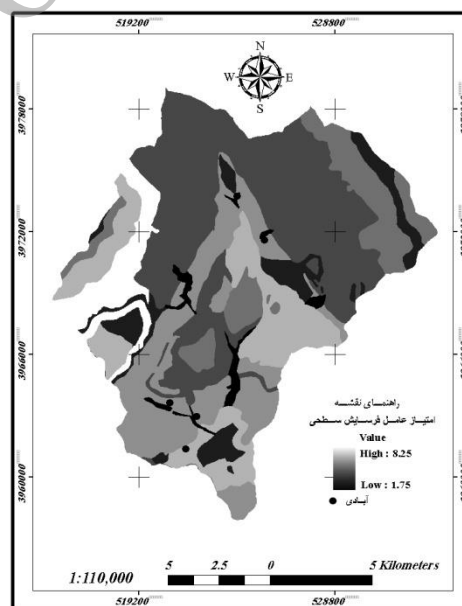 519200 528800
N
W E
S
3978000
3972000
3966000
3960000
راهنمای نقشه
امتیاز عامل فرسایش سطحی
Value
High : 8.25
Low : 1.75
آبادی
1:110,000
5 2.5 0 5 Kilometers
519200 528800